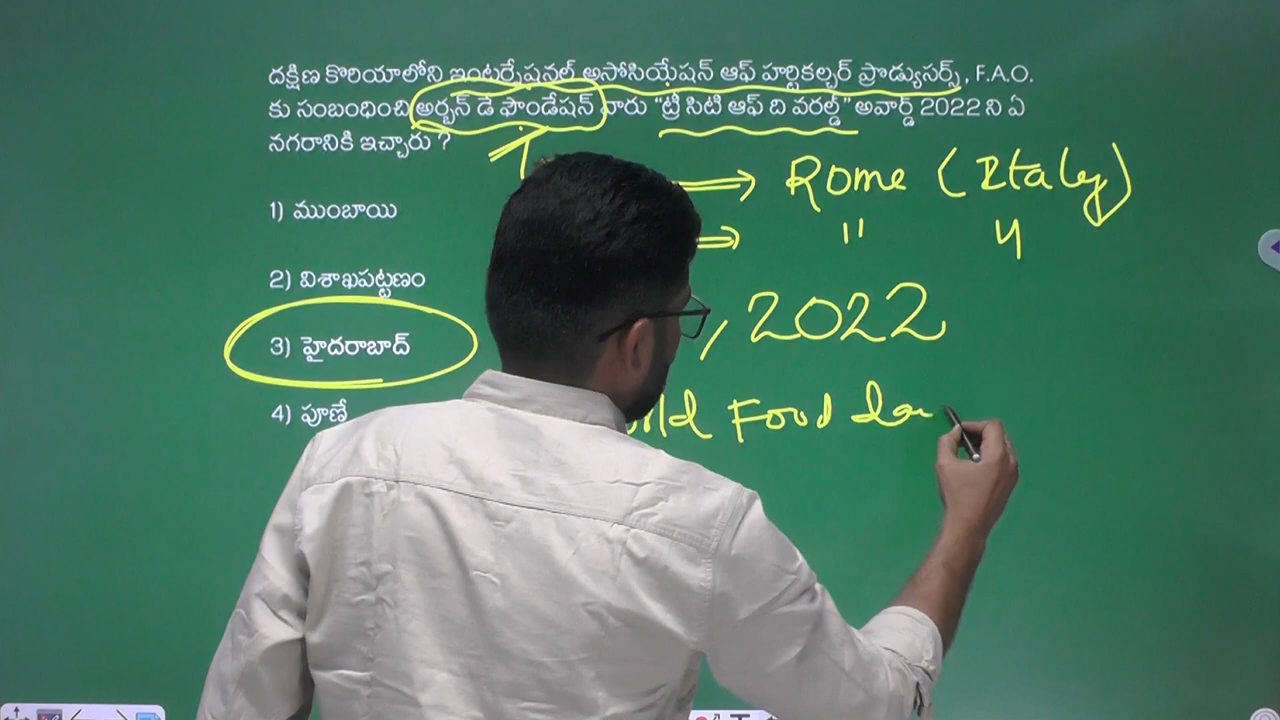 దక్షిణ కొరియాలోని ఇంటర్నేషనల్ అసోసియేషన్ ఆఫ్ హర్టికల్చర్ ప్రొడ్యుసర్స్, F.A.O.
కు సంబంధించి అర్బన్ డే ఫౌండేషన్ వారు "ట్రీ సిటి ఆఫ్ ది వరల్డ్" అవార్డ్ 2022 ని ఏ
నగరానికి ఇచ్చారు ?
Rome (Italy)
1) ముంబాయి
" "
2) విశాఖపట్టణం
, 2022
3) హైదరాబాద్
Food
4) పూణే